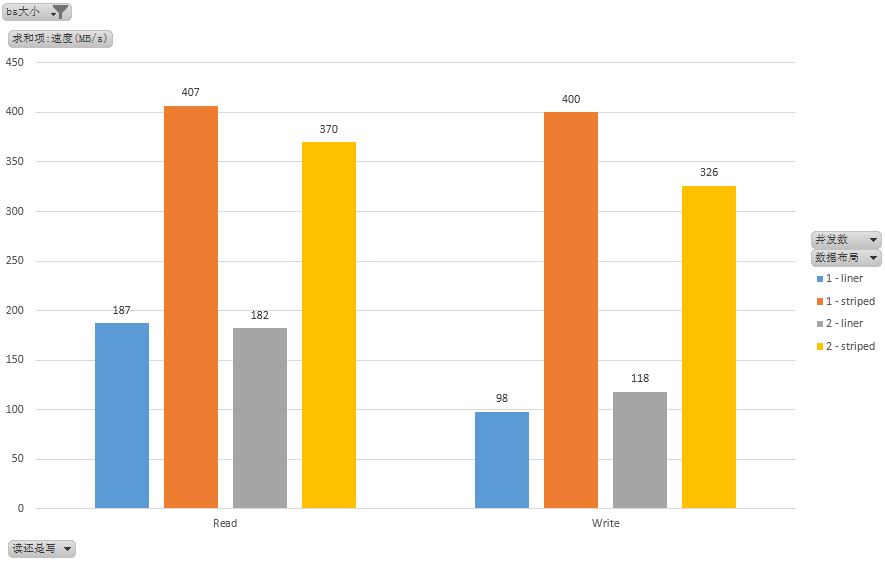 bs大小
求和项:速度(MB/s)
450
400
350
300
250
200
150
100
50
0
187
407
182
370
98
400
118
326
Read
Write
并发数
数据布局
1 - liner
1 - striped
2 - liner
2 - striped
读还是写